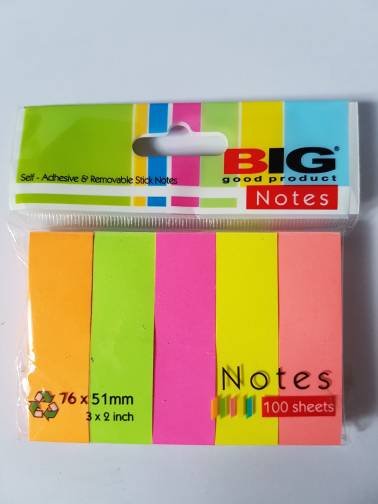 BIG®
good product
Self - Adhesive & Removable Stick Notes
Notes
Notes
76 x 51mm
100 sheets
3 x 2 inch